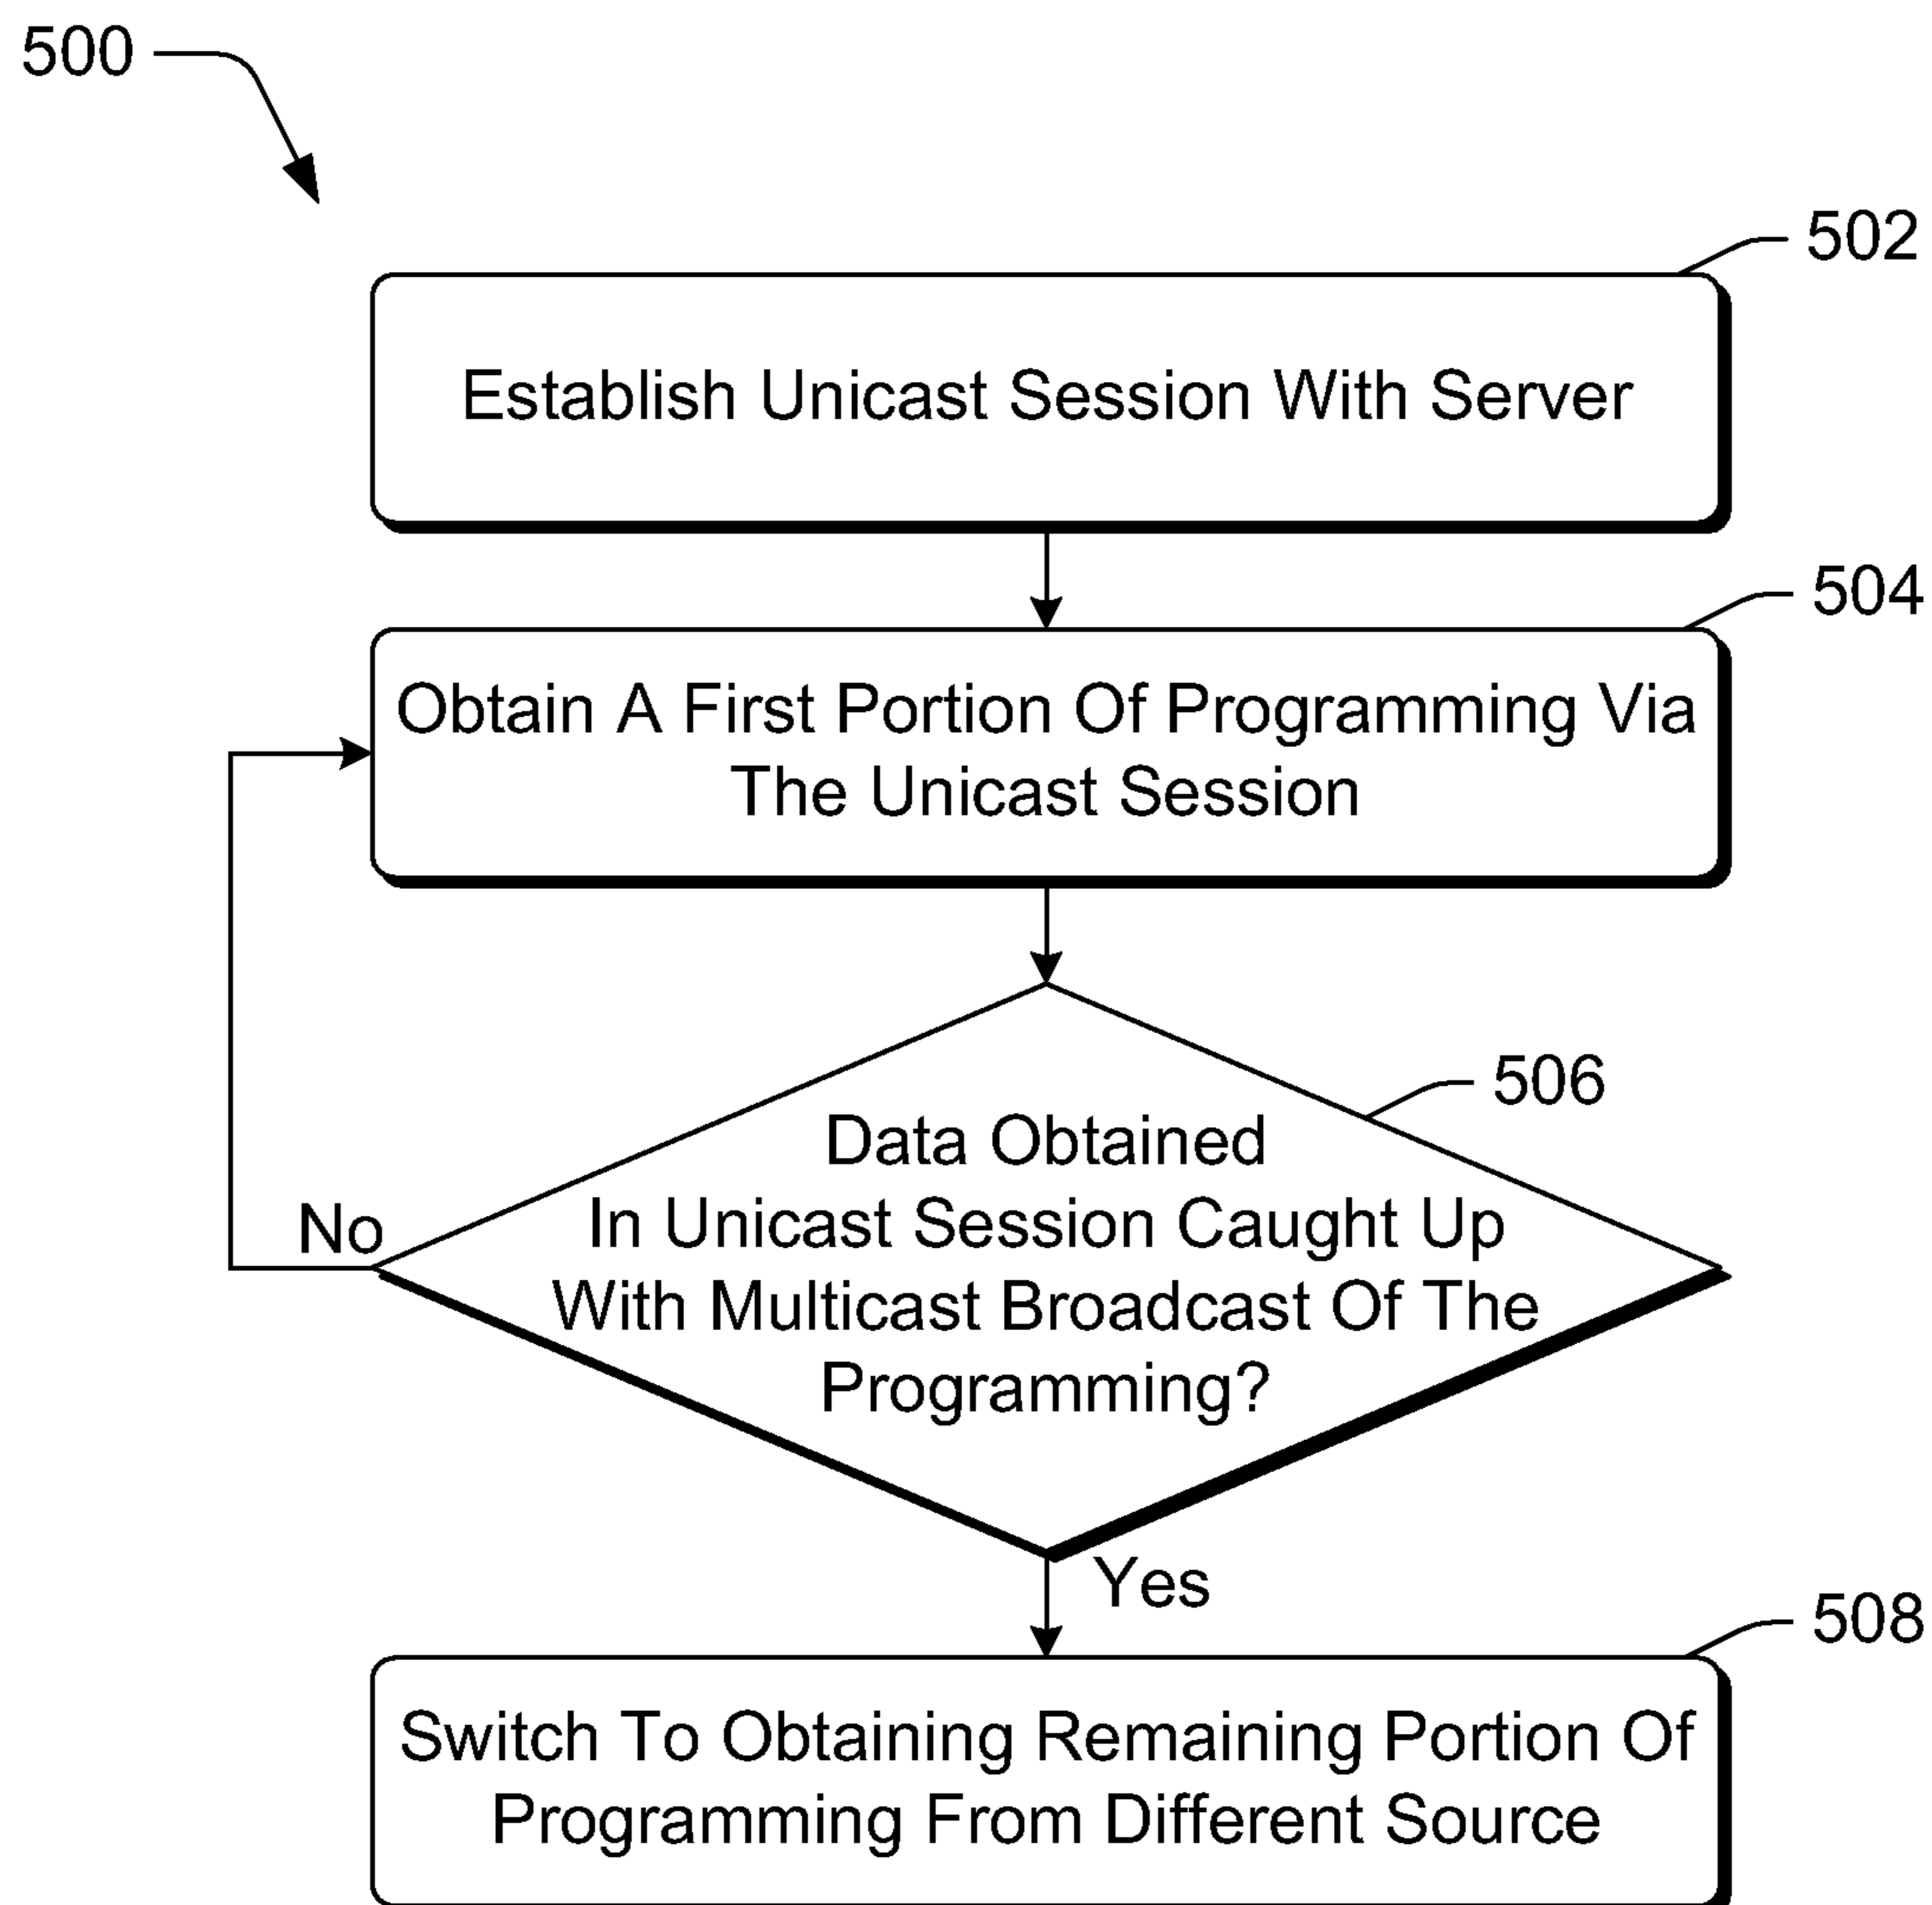 500
502
Establish Unicast Session With Server
504
Obtain A First Portion Of Programming Via
The Unicast Session
506
Data Obtained
In Unicast Session Caught Up
With Multicast Broadcast Of The
Programming?
No
Yes
508
Switch To Obtaining Remaining Portion Of
Programming From Different Source